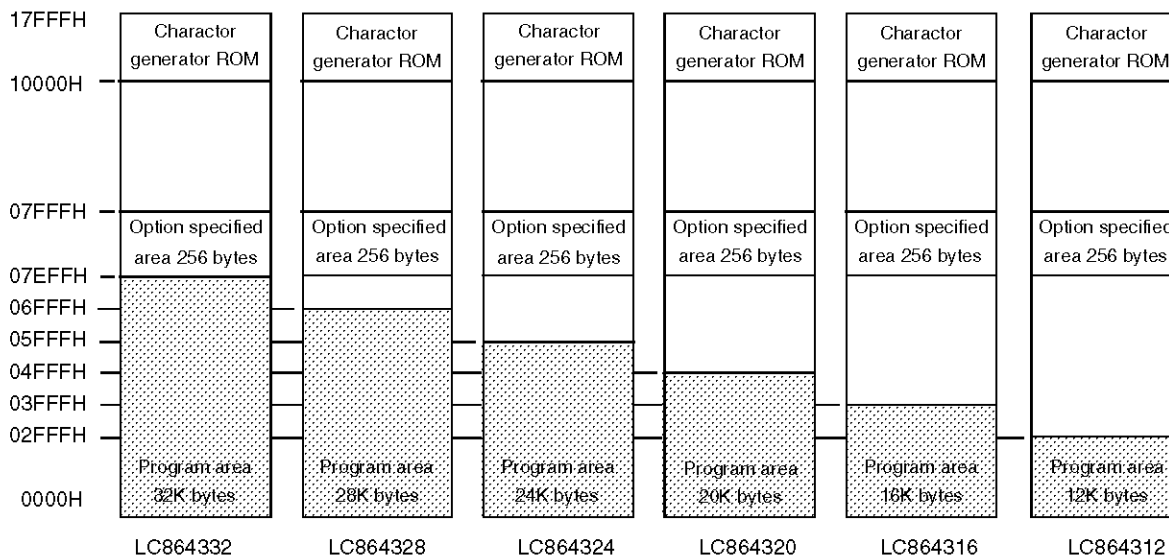 17FFFH
10000H
07FFFH
07EFFH
06FFFH
05FFFH
04FFFH
03FFFH
02FFFH
0000H
Charactor
generator ROM
Option specified
area 256 bytes
Program area
32K bytes
LC864332
Charactor
generator ROM
Option specified
area 256 bytes
Program area
28K bytes
LC864328
Charactor
generator ROM
Option specified
area 256 bytes
Program area
24K bytes
LC864324
Charactor
generator ROM
Option specified
area 256 bytes
Program area
20K bytes
LC864320
Charactor
generator ROM
Option specified
area 256 bytes
Program area
16K bytes
LC864316
Charactor
generator ROM
Option specified
area 256 bytes
Program area
12K bytes
LC864312